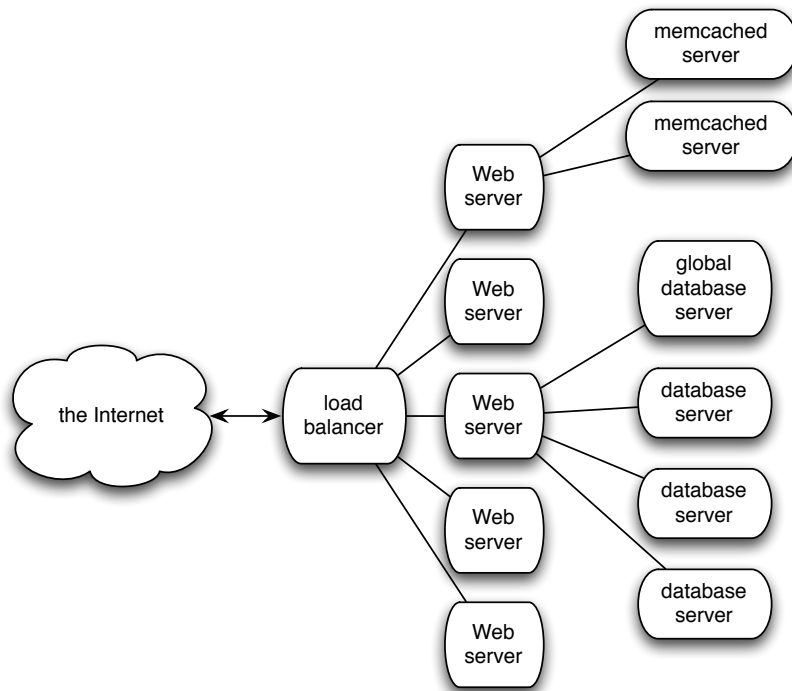 the Internet
load
balancer
Web
server
Web
server
Web
server
Web
server
Web
server
memcached
server
memcached
server
global
database
server
database
server
database
server
database
server